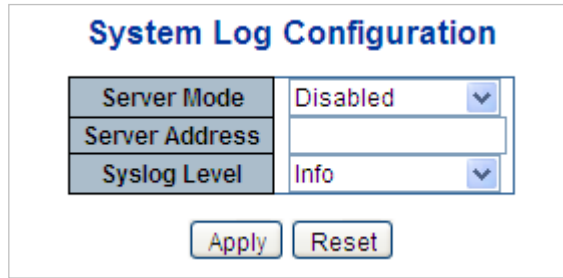 System Log Configuration
Server Mode Disabled
Server Address
Syslog Level Info
Apply Reset